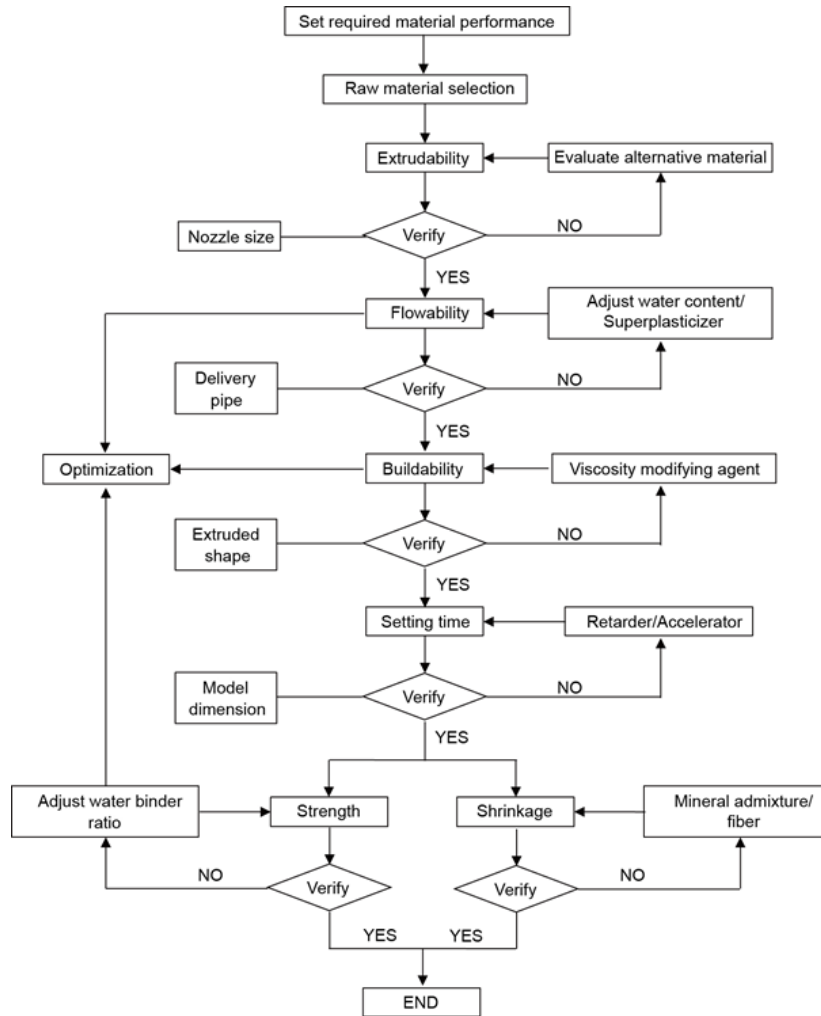 Set required material performance
Raw material selection
Extrudability
Evaluate alternative material
Nozzle size
Verify
NO
YES
Flowability
Adjust water content/
Superplasticizer
Delivery
pipe
Verify
NO
YES
Optimization
Buildability
Viscosity modifying agent
Extruded
shape
Verify
NO
YES
Setting time
Retarder/Accelerator
Model
dimension
Verify
NO
YES
Adjust water binder
ratio
Strength
Shrinkage
Mineral admixture/
fiber
NO
Verify
Verify
NO
YES
YES
END